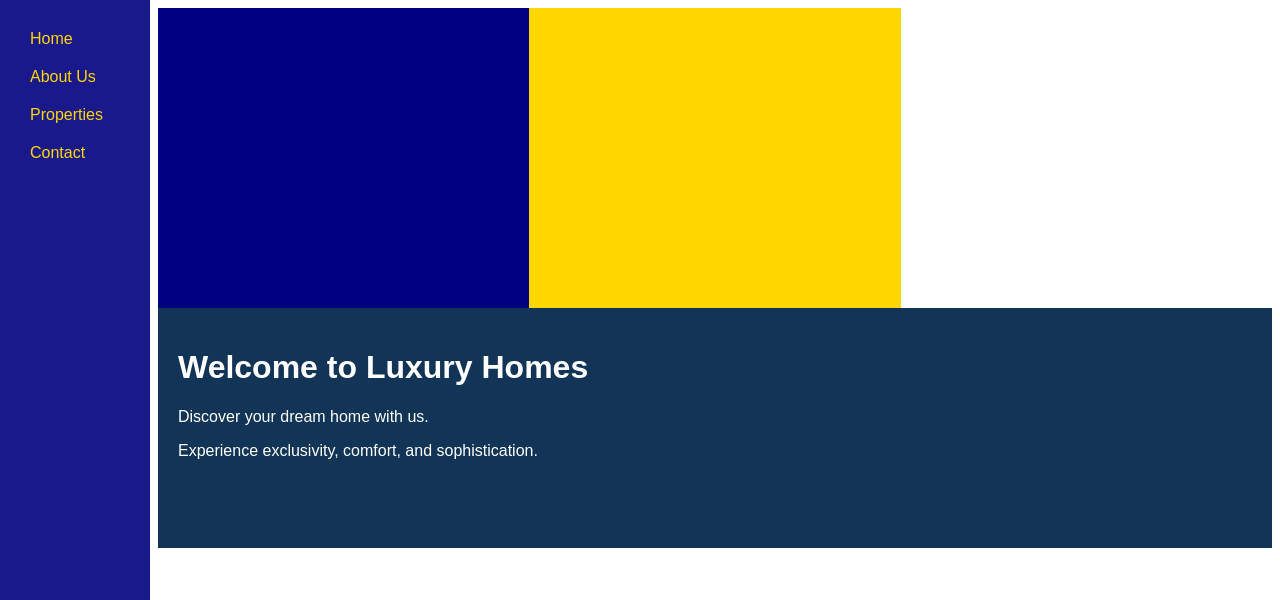 Home
About Us
Properties
Contact
Welcome to Luxury Homes
Discover your dream home with us.
Experience exclusivity, comfort, and sophistication.